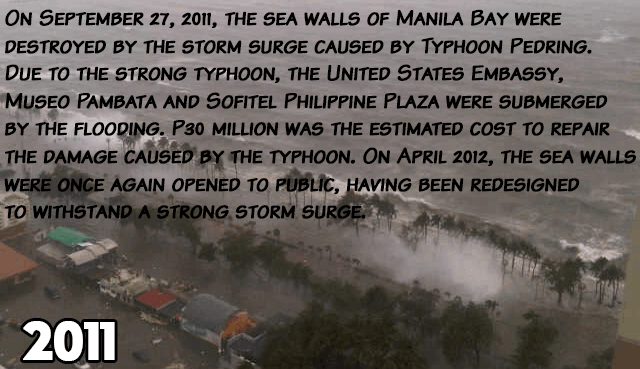 On September 27, 2011, the sea walls of Manila Bay were
destroyed by the storm surge caused by Typhoon Pedring.
Due to the strong typhoon, the United States Embassy,
Museo Pambata and Sofitel Philippine Plaza were submerged
by the flooding. P30 million was the estimated cost to repair
the damage caused by the typhoon. On April 2012, the sea walls
were once again opened to public, having been redesigned
to withstand a strong storm surge.
2011